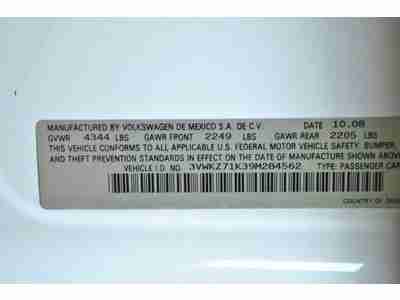 MANUFACTURED BY VOLKSWAGEN DE MEXICO S.A. DE C.V. DATE 10.08
GVWR 4344 LBS GAWR FRONT 2249 LBS GAWR REAR 2205 LBS
THIS VEHICLE CONFORMS TO ALL APPLICABLE U.S. FEDERAL MOTOR VEHICLE SAFETY, BUMPER,
AND THEFT PREVENTION STANDARDS IN EFFECT ON THE DATE OF MANUFACTURE SHOWN ABOVE
VEHICLE I.D. NO. 3VWKZ71K39M284562 TYPE: PASSENGER CAR
COUNTRY OF